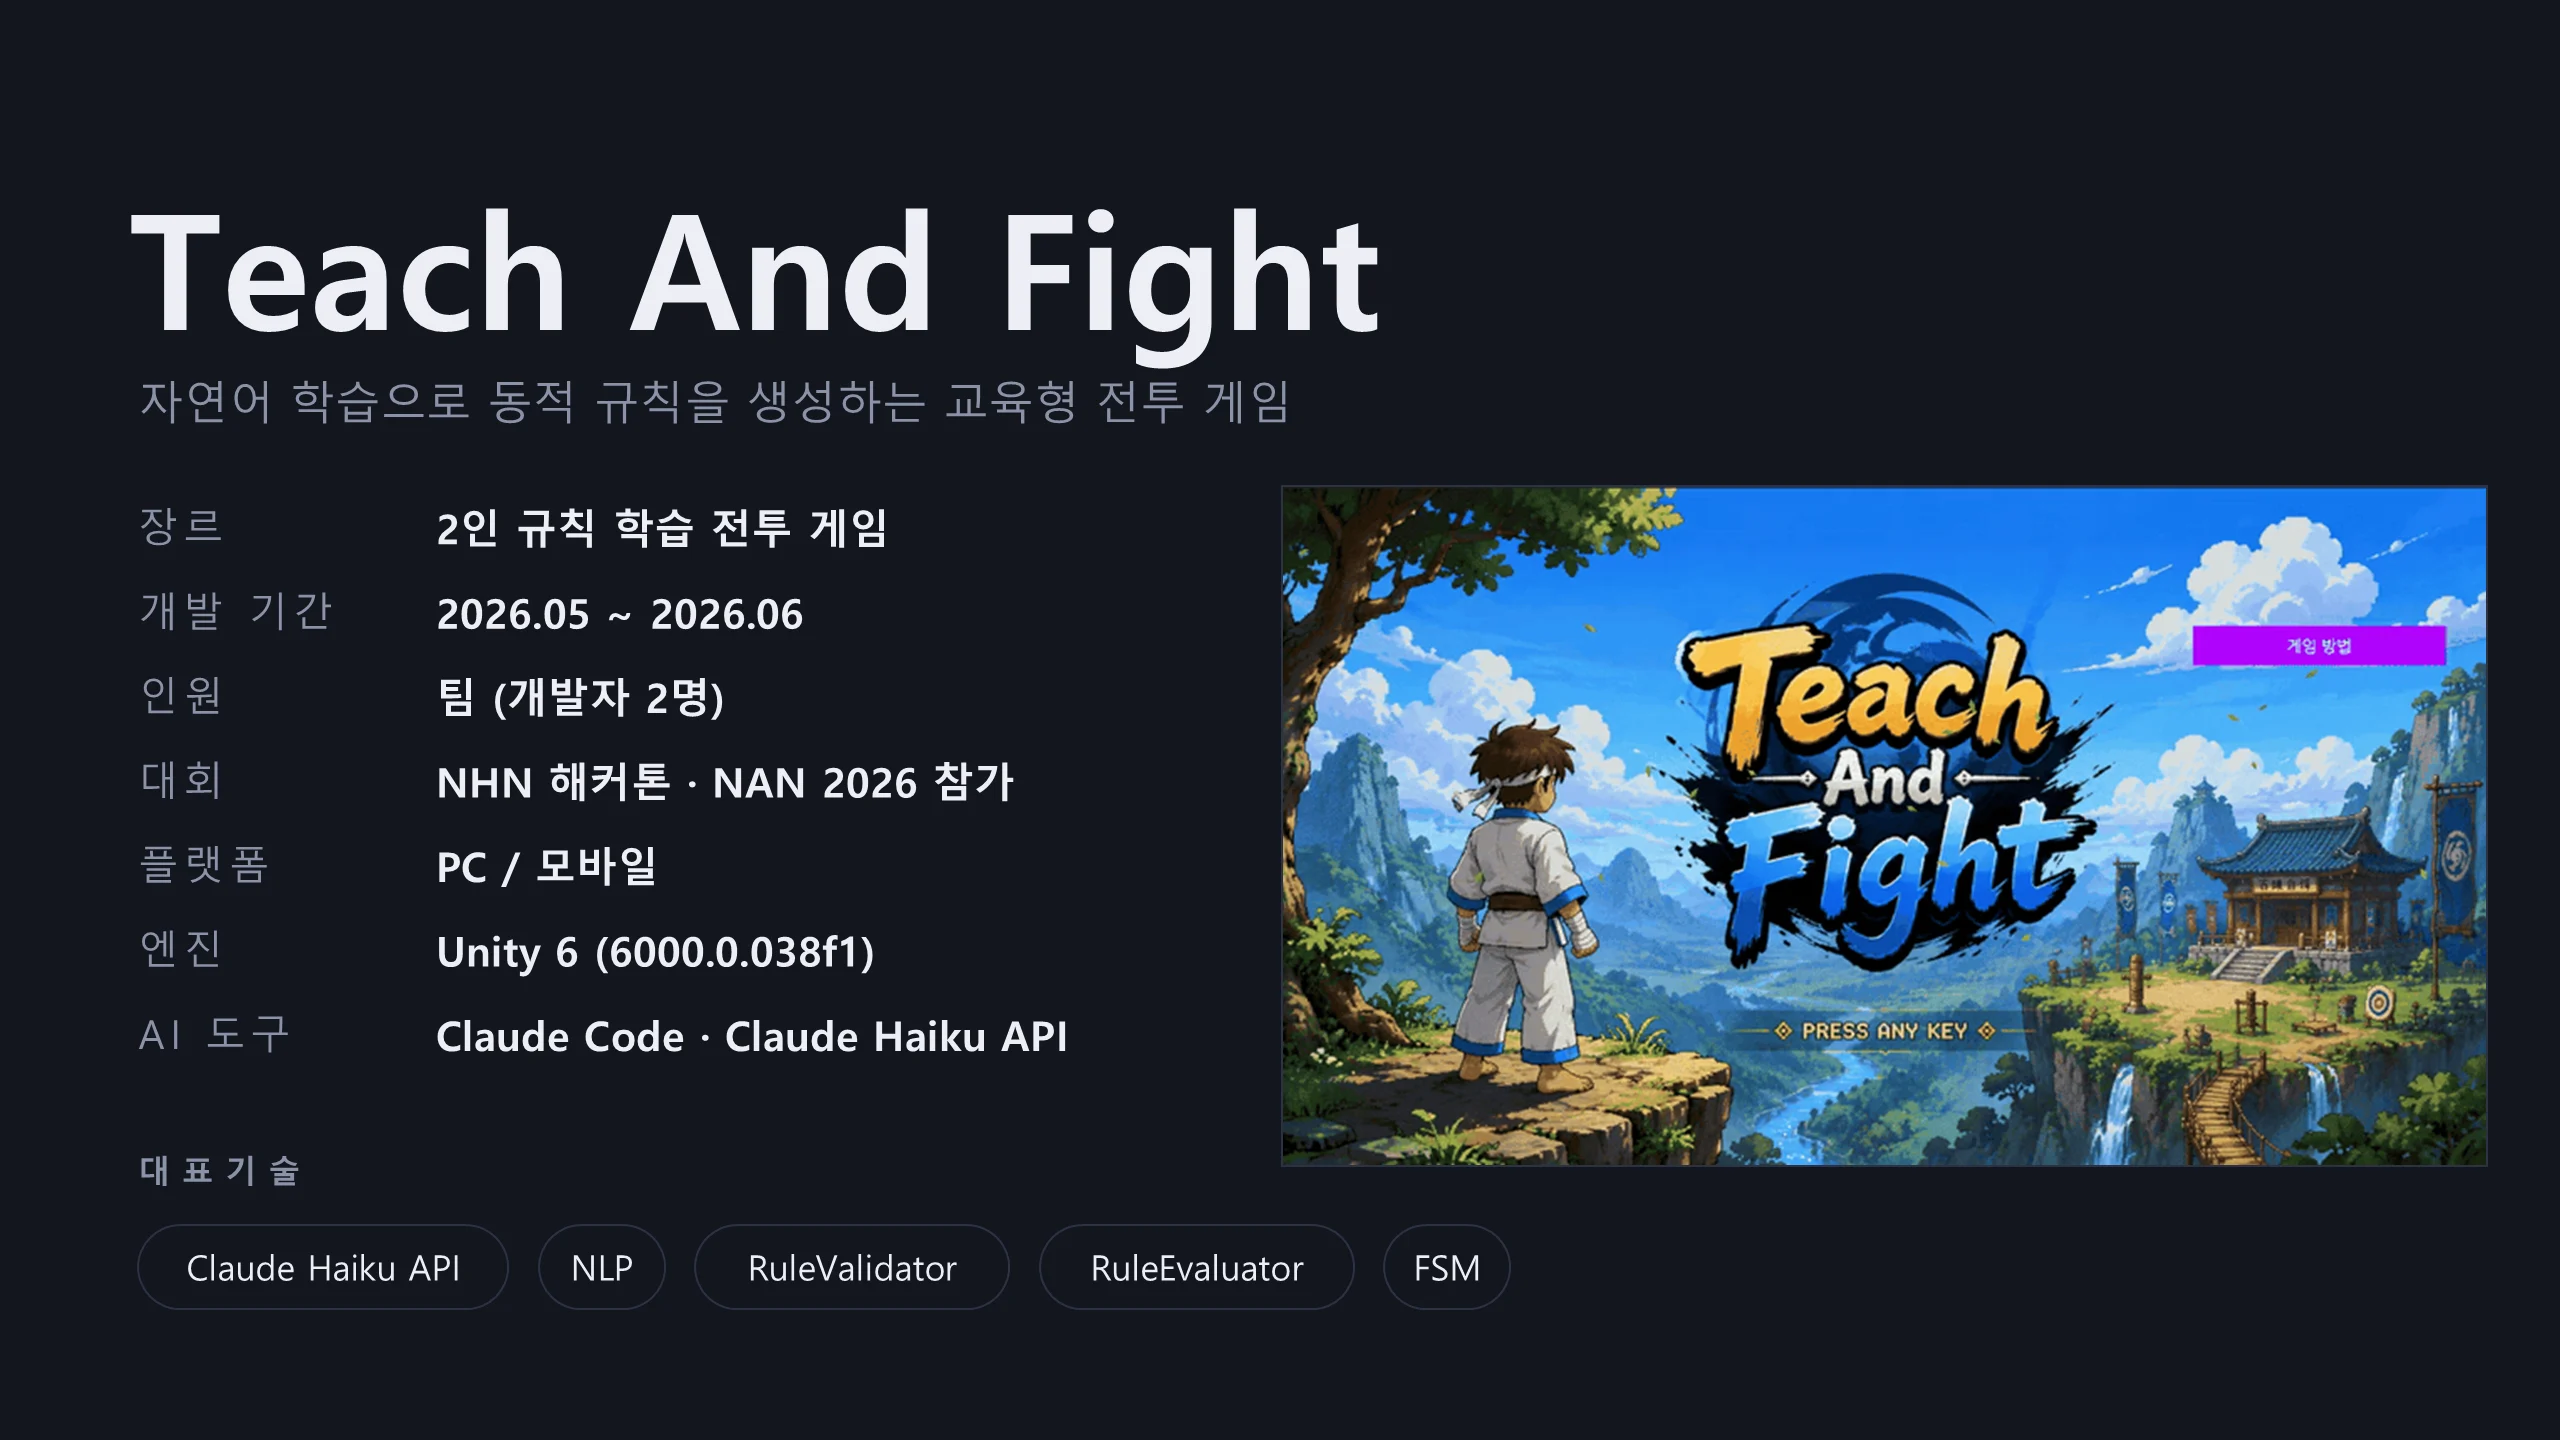 Teach And Fight
자연어 학습으로 동적 규칙을 생성하는 교육형 전투 게임
장르 2인 규칙 학습 전투 게임
개발 기간 2026.05 ~ 2026.06
인원 팀 (개발자 2명)
대회 NHN 해커톤 · NAN 2026 참가
플랫폼 PC / 모바일
엔진 Unity 6 (6000.0.038f1)
AI 도구 Claude Code · Claude Haiku API
게임 방법
Teach
And
Fight
PRESS ANY KEY
대표기술
Claude Haiku API NLP RuleValidator RuleEvaluator FSM